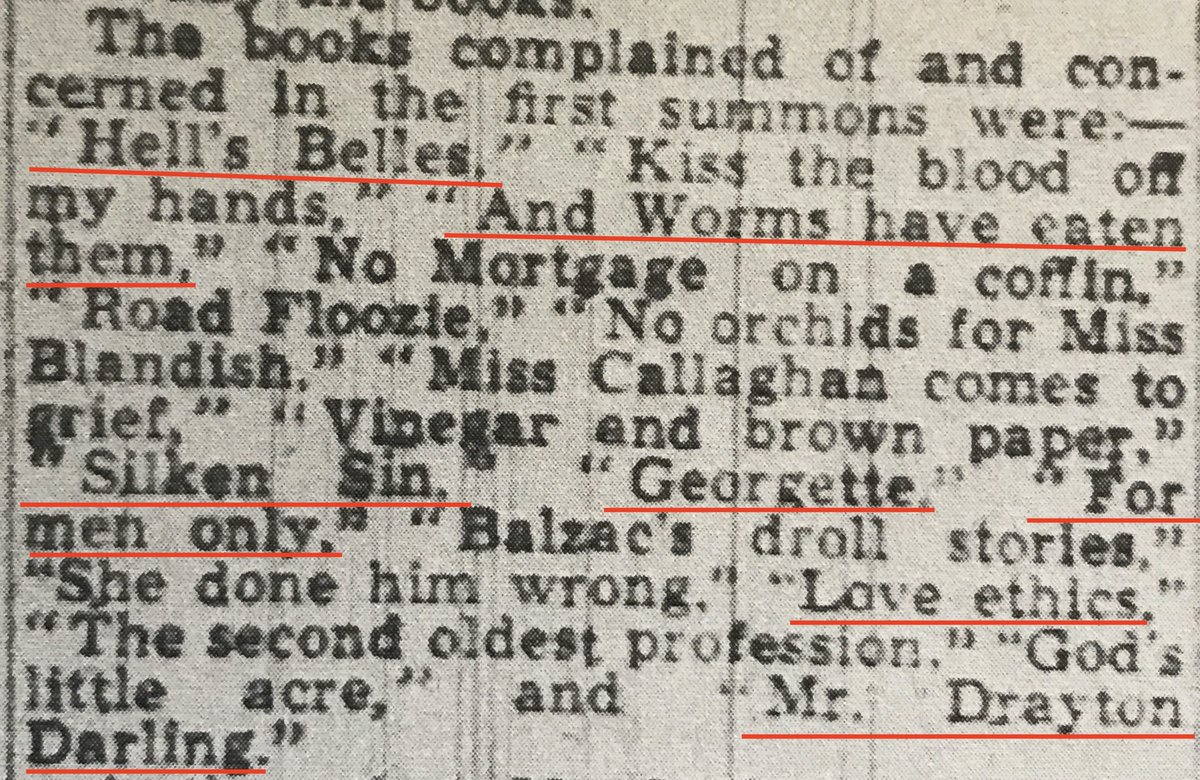 the books.
The books complained of and con-
cerned in the first summons were:—
"Hell's Belles," "Kiss the blood off
my hands," "And Worms have eaten
them," "No Mortgage on a coffin,"
"Road Floozie," "No orchids for Miss
Blandish," "Miss Callaghan comes to
grief," "Vinegar and brown paper,"
"Silken Sin," "Georgette," "For
men only," "Balzac's droll stories,"
"She done him wrong," "Love ethics,"
"The second oldest profession," "God's
little acre," and "Mr. Drayton
Darling."